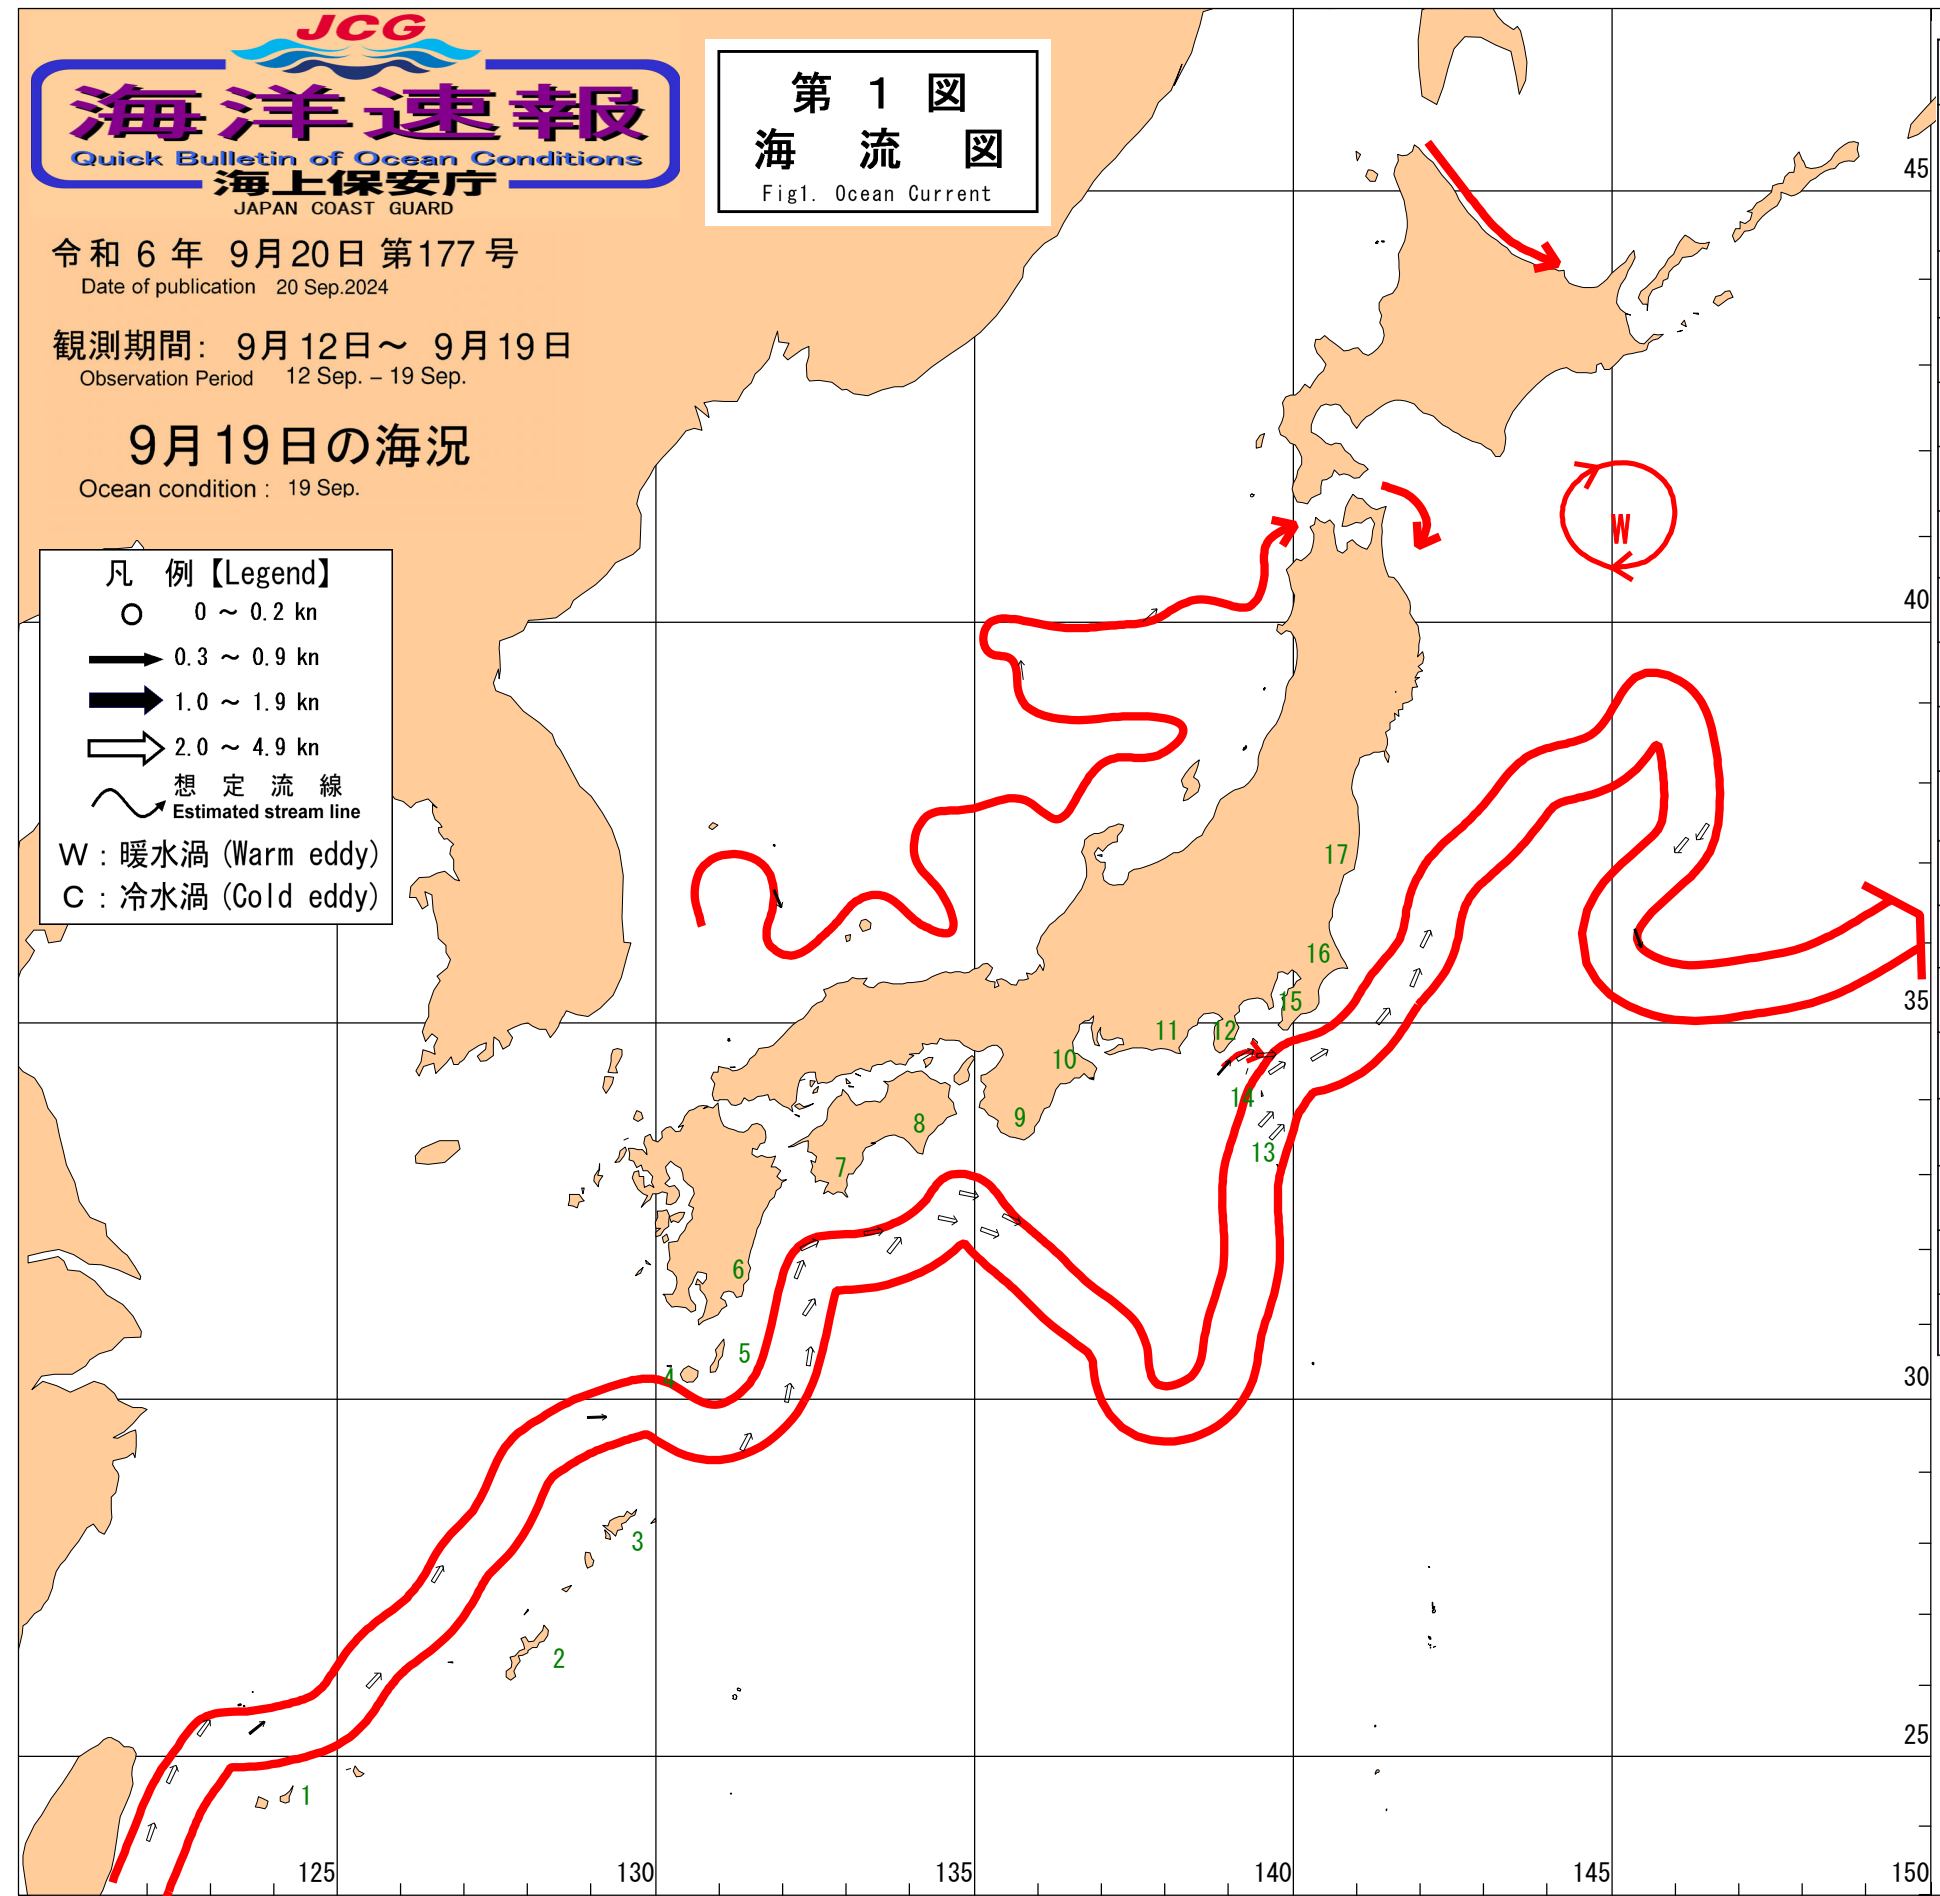 JCG
海洋速報
Quick Bulletin of Ocean Conditions
海上保安庁
JAPAN COAST GUARD
令和 6 年 9月20日 第177号
Date of publication 20 Sep.2024
観測期間: 9月12日～ 9月19日
Observation Period 12 Sep. – 19 Sep.
9月19日の海況
Ocean condition : 19 Sep.
第 1 図
海 流 図
Fig1. Ocean Current
凡 例【Legend】
0 ～ 0.2 kn
0.3 ～ 0.9 kn
1.0 ～ 1.9 kn
2.0 ～ 4.9 kn
想 定 流 線
Estimated stream line
W : 暖水渦 (Warm eddy)
C : 冷水渦 (Cold eddy)
45
W
40
17
16
15
35
12
11
10
14
9
8
13
7
6
5
4
30
3
2
25
1
125
130
135
140
145
150